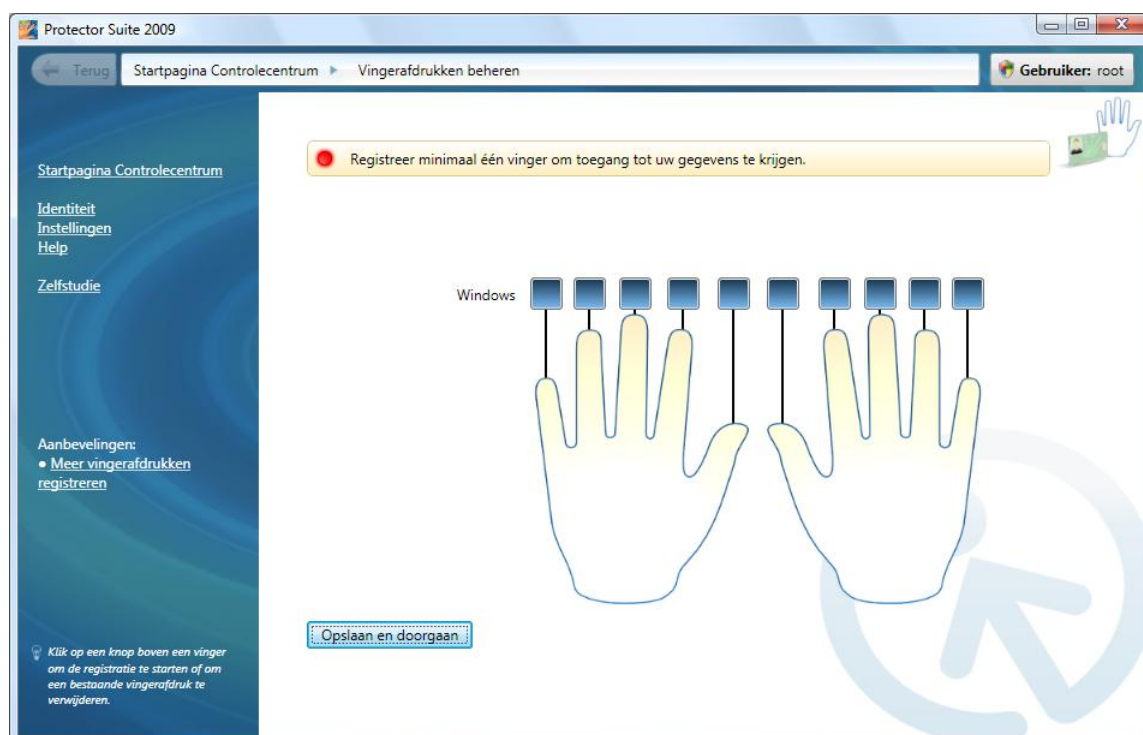 Protector Suite 2009
Terug
Startpagina Controlecentrum ▶ Vingerafdrukken beheren
Gebruiker: root
Startpagina Controlecentrum
Identiteit
Instellingen
Help
Zelfstudie
Aanbevelingen:
• Meer vingerafdrukken
registreren
Klik op een knop boven een vinger
om de registratie te starten of om
een bestaande vingerafdruk te
verwijderen.
Registreer minimaal één vinger om toegang tot uw gegevens te krijgen.
Windows
Opslaan en doorgaan